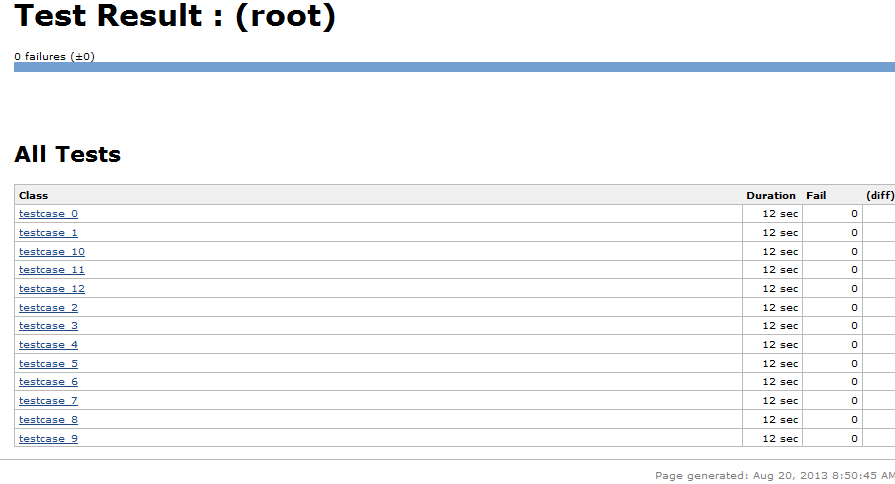 Test Result : (root)
0 failures (±0)
All Tests
Class Duration Fail (diff)
testcase_0 12 sec 0
testcase_1 12 sec 0
testcase_10 12 sec 0
testcase_11 12 sec 0
testcase_12 12 sec 0
testcase_2 12 sec 0
testcase_3 12 sec 0
testcase_4 12 sec 0
testcase_5 12 sec 0
testcase_6 12 sec 0
testcase_7 12 sec 0
testcase_8 12 sec 0
testcase_9 12 sec 0
Page generated: Aug 20, 2013 8:50:45 AM